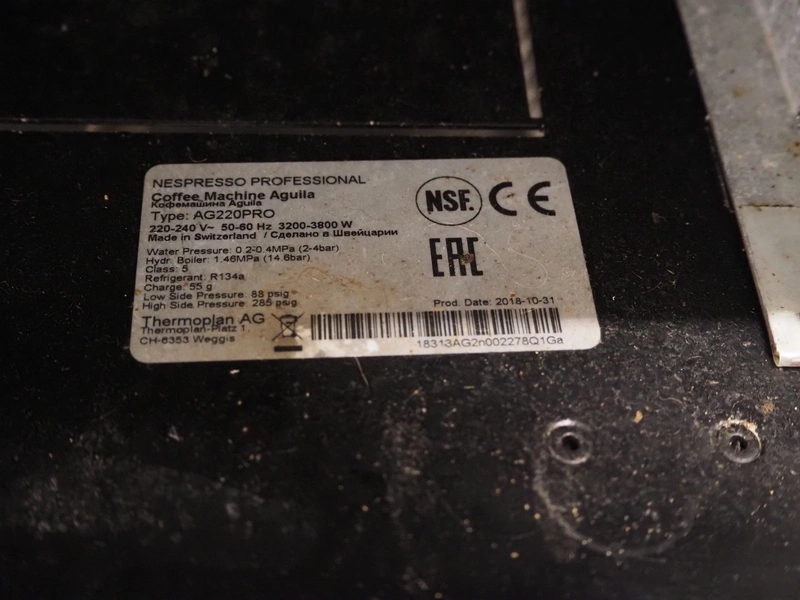 NESPRESSO PROFESSIONAL
Coffee Machine Aguila
Кофемашина Aguila
Type: AG220PRO
220-240 V~ 50-60 Hz 3200-3800 W
Made in Switzerland / Сделано в Швейцарии
Water Pressure: 0.2-0.4MPa (2-4bar)
Hydr. Boiler: 1.46MPa (14.6bar)
Class: 5
Refrigerant: R134a
Charge: 55 g
Low Side Pressure: 88 psig
High Side Pressure: 285 psig
NSF.
CE
EAC
Prod. Date: 2018-10-31
Thermoplan AG
Thermoplan-Platz 1
CH-6353 Weggis
18313AG2n002278Q1Ga